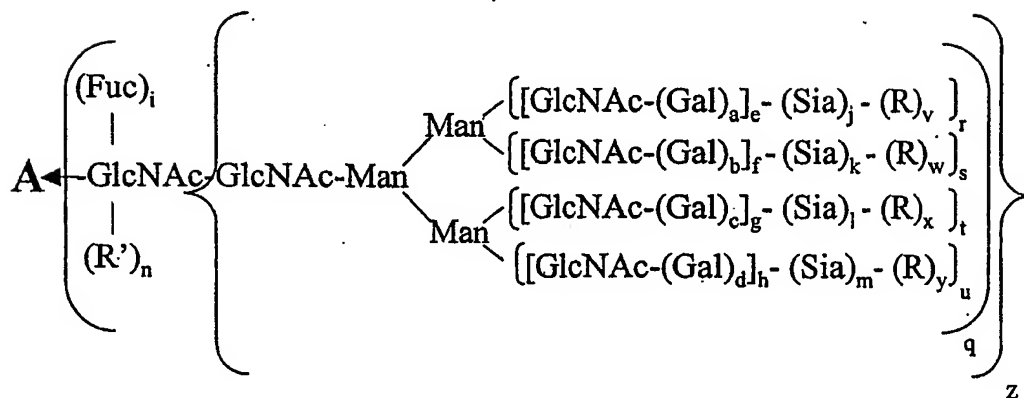 (Fuc)i
{[GlcNAc-(Gal)a]e- (Sia)j- (R)v }r
Man
{[GlcNAc-(Gal)b]f- (Sia)k- (R)w}s
A
GlcNAc-GlcNAc-Man
{[GlcNAc-(Gal)c]g- (Sia)l- (R)x }t
Man
(R')n
{[GlcNAc-(Gal)d]h- (Sia)m- (R)y}u
q
z